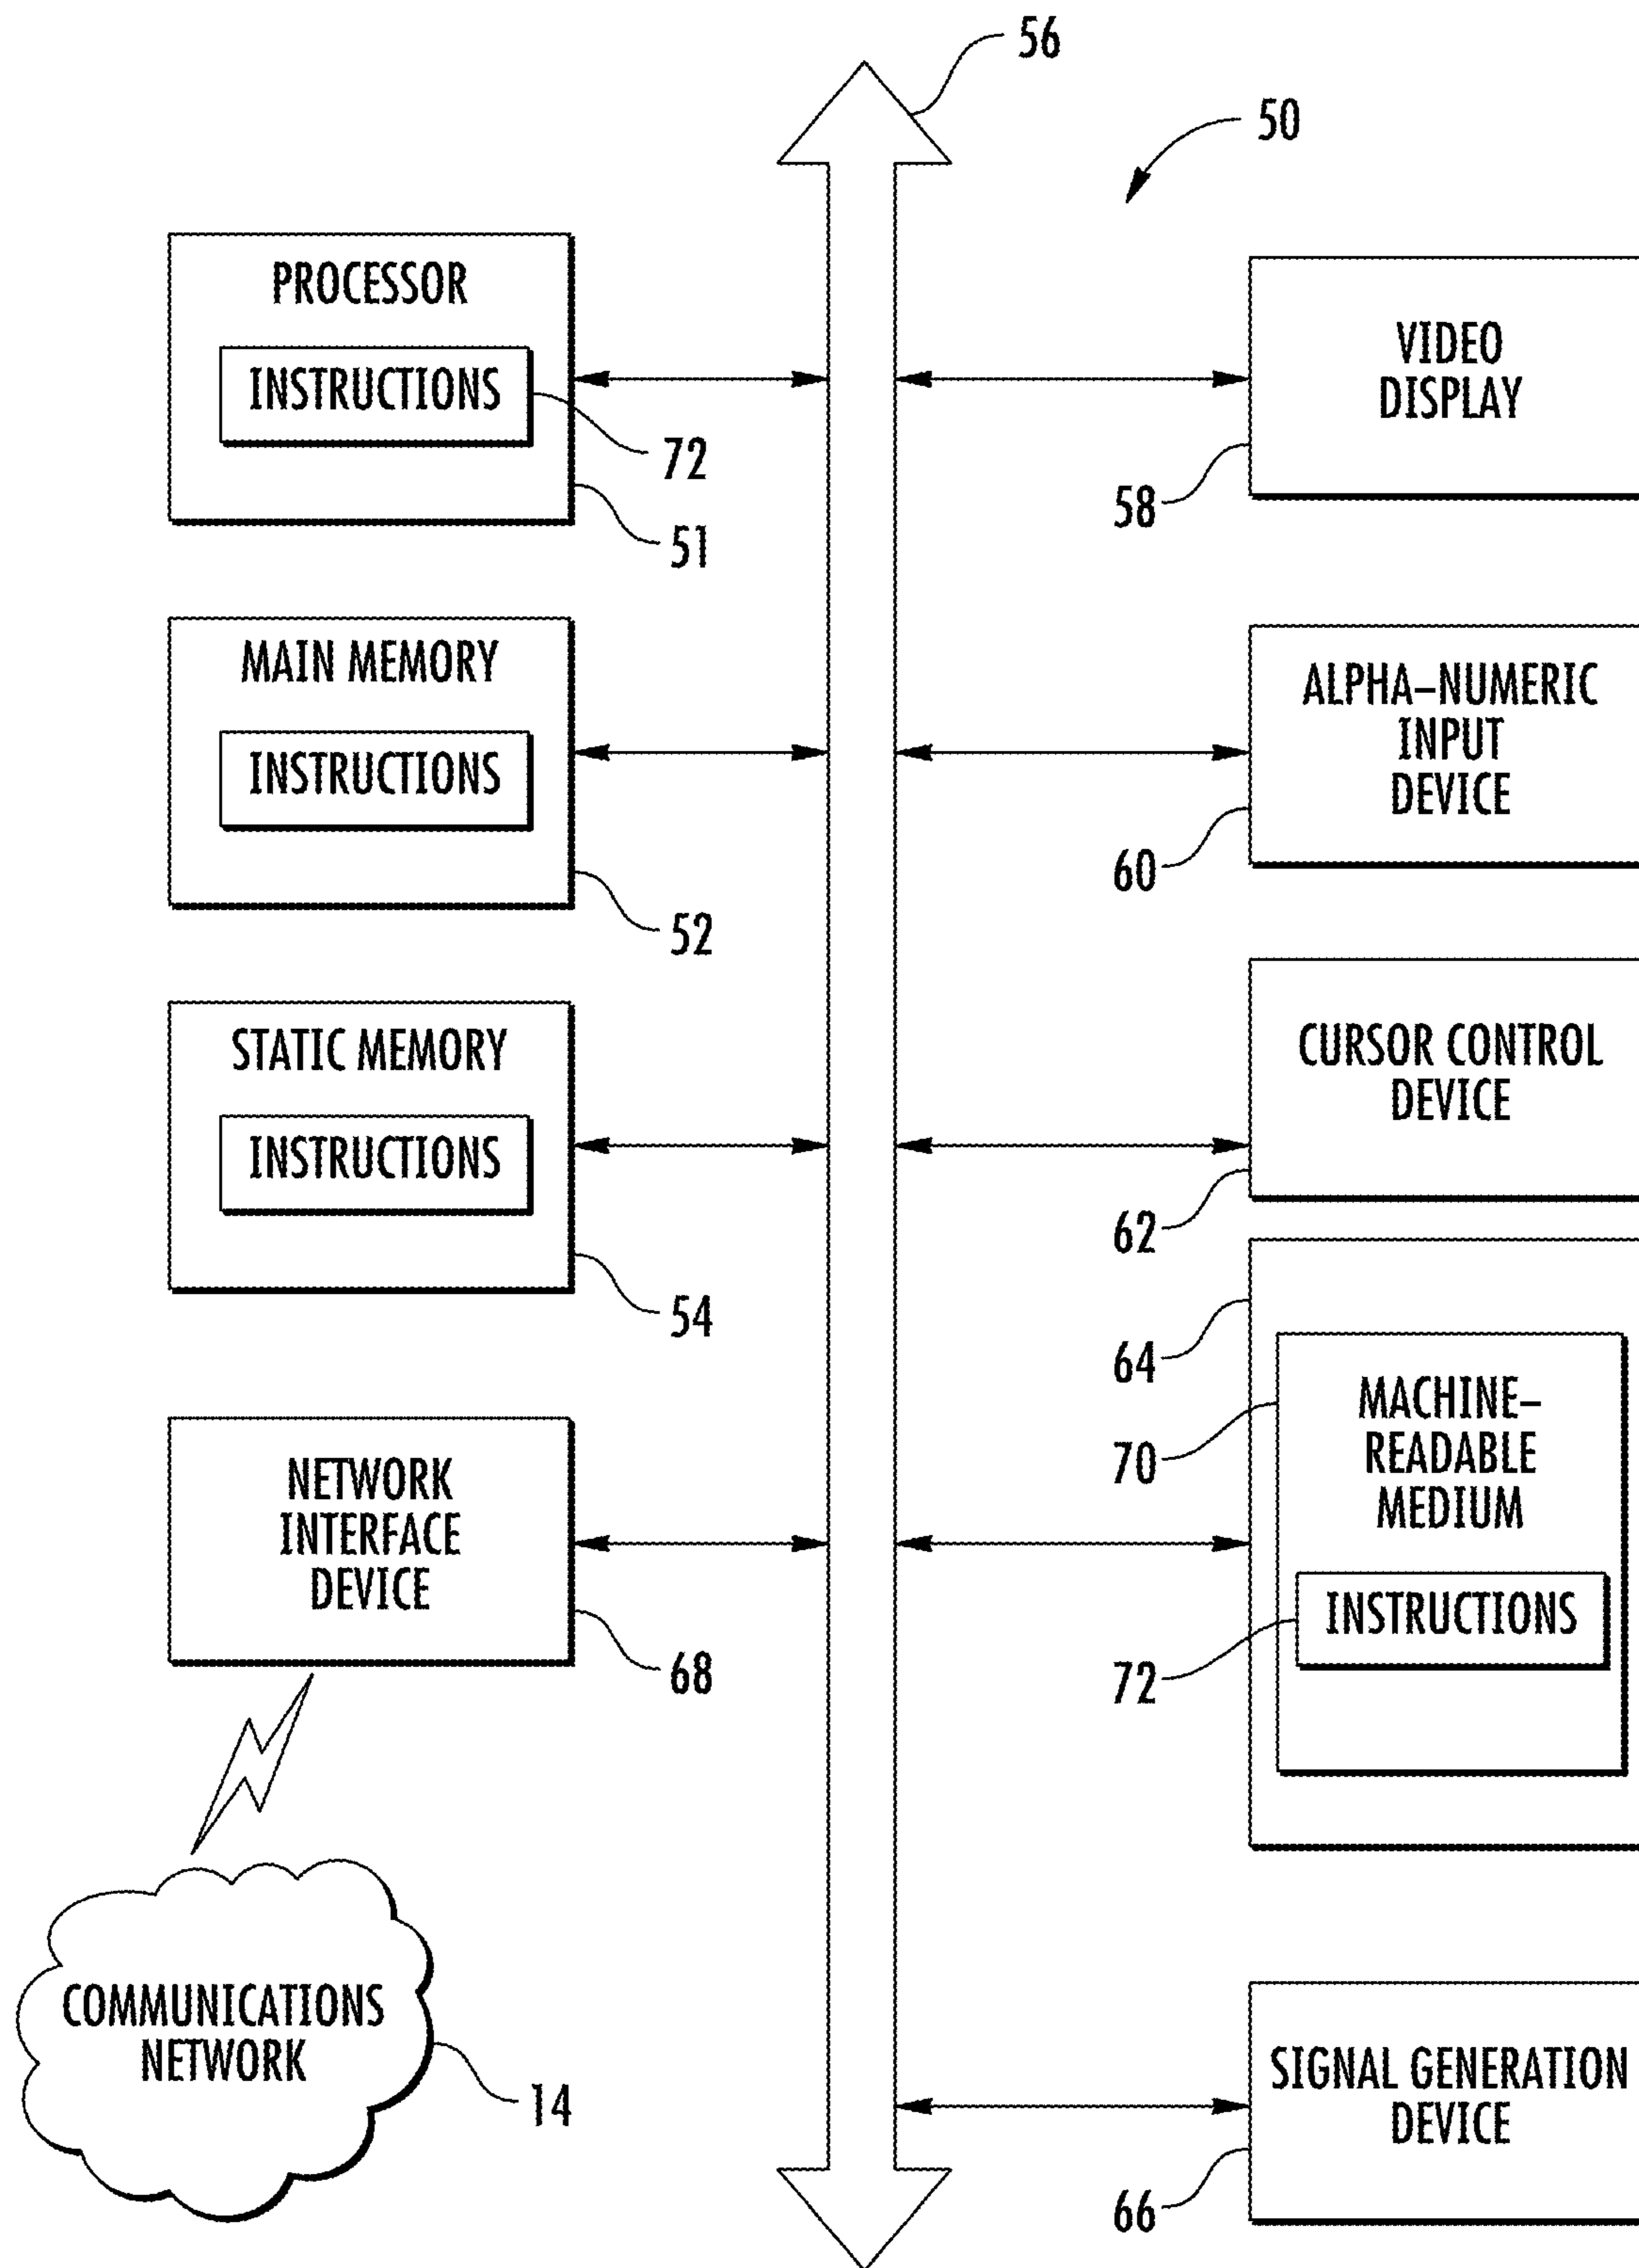 56
50
PROCESSOR
INSTRUCTIONS
72
51
MAIN MEMORY
INSTRUCTIONS
52
STATIC MEMORY
INSTRUCTIONS
54
NETWORK
INTERFACE
DEVICE
68
COMMUNICATIONS
NETWORK
14
VIDEO
DISPLAY
58
ALPHA–NUMERIC
INPUT
DEVICE
60
CURSOR CONTROL
DEVICE
62
64
MACHINE–
READABLE
MEDIUM
70
INSTRUCTIONS
72
SIGNAL GENERATION
DEVICE
66